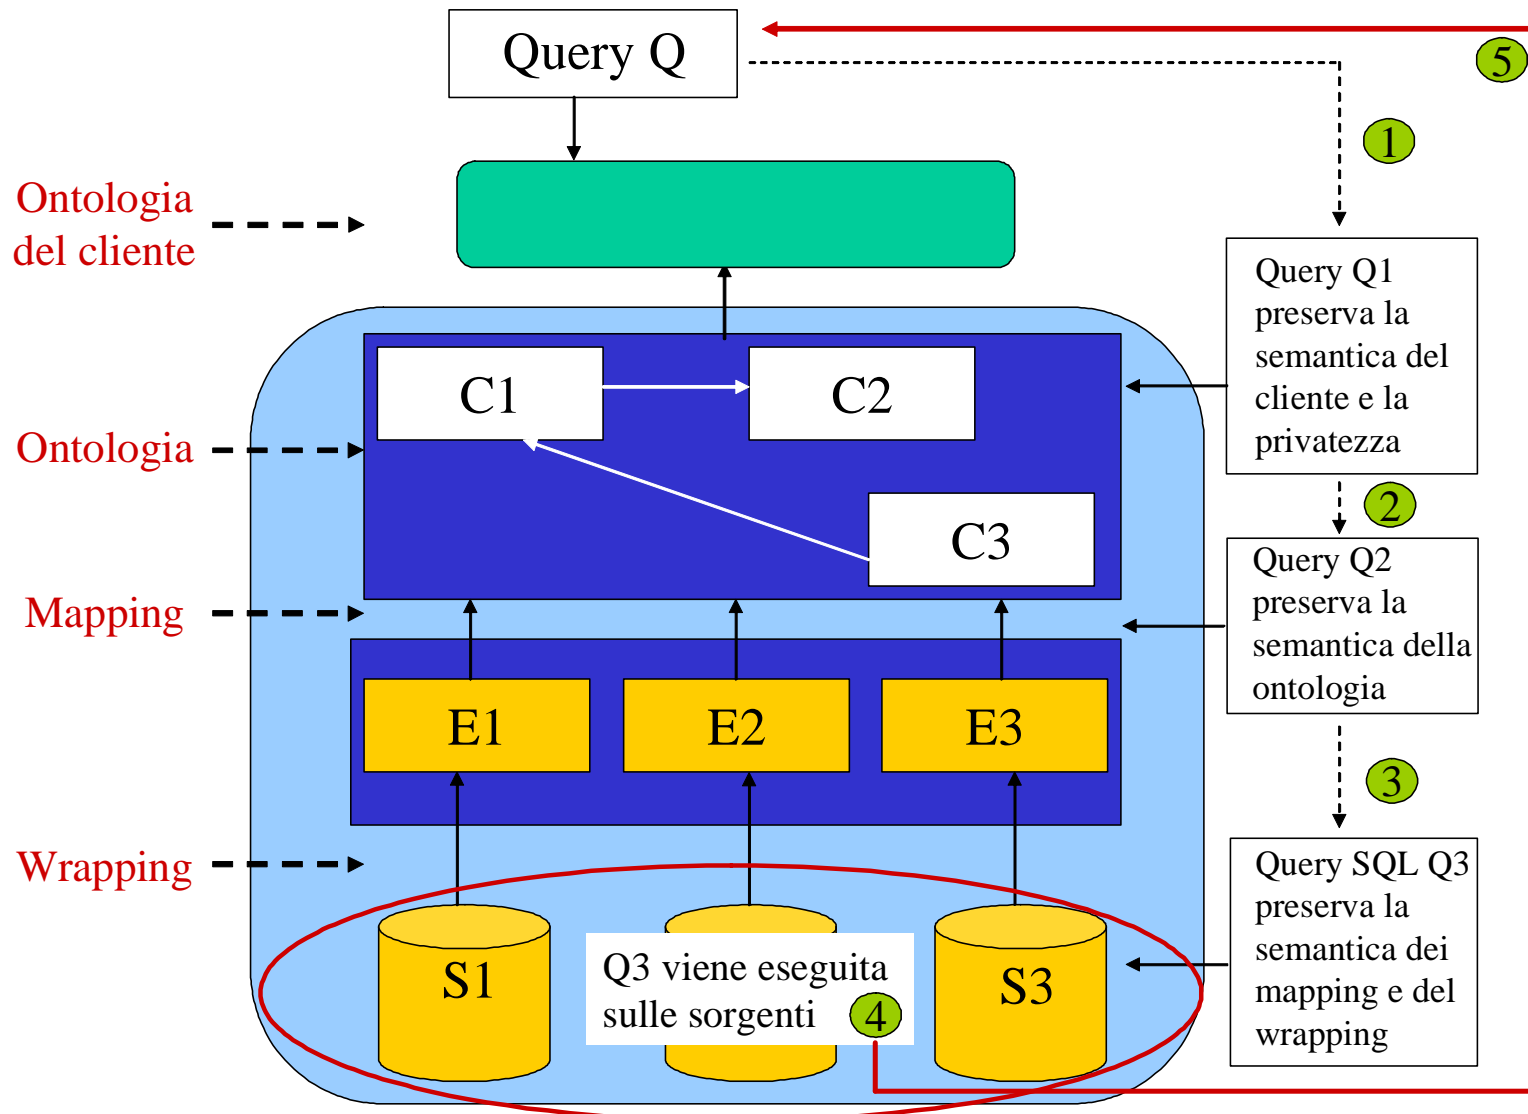 Query Q
5
1
Ontologia
del cliente
Query Q1
preserva la
semantica del
cliente e la
privatezza
C1
C2
Ontologia
2
C3
Query Q2
preserva la
semantica della
ontologia
Mapping
E1
E2
E3
3
Wrapping
Query SQL Q3
preserva la
semantica dei
mapping e del
wrapping
S1
Q3 viene eseguita
sulle sorgenti
4
S3